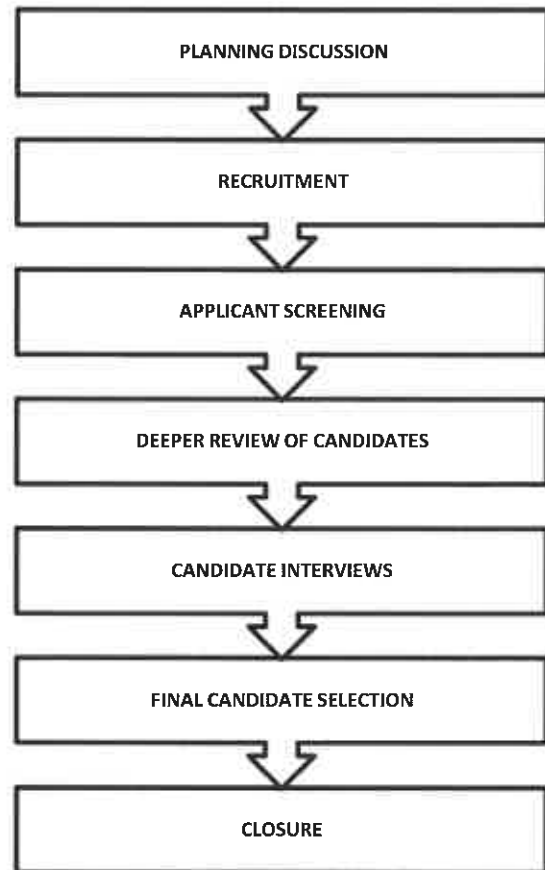 PLANNING DISCUSSION
RECRUITMENT
APPLICANT SCREENING
DEEPER REVIEW OF CANDIDATES
CANDIDATE INTERVIEWS
FINAL CANDIDATE SELECTION
CLOSURE